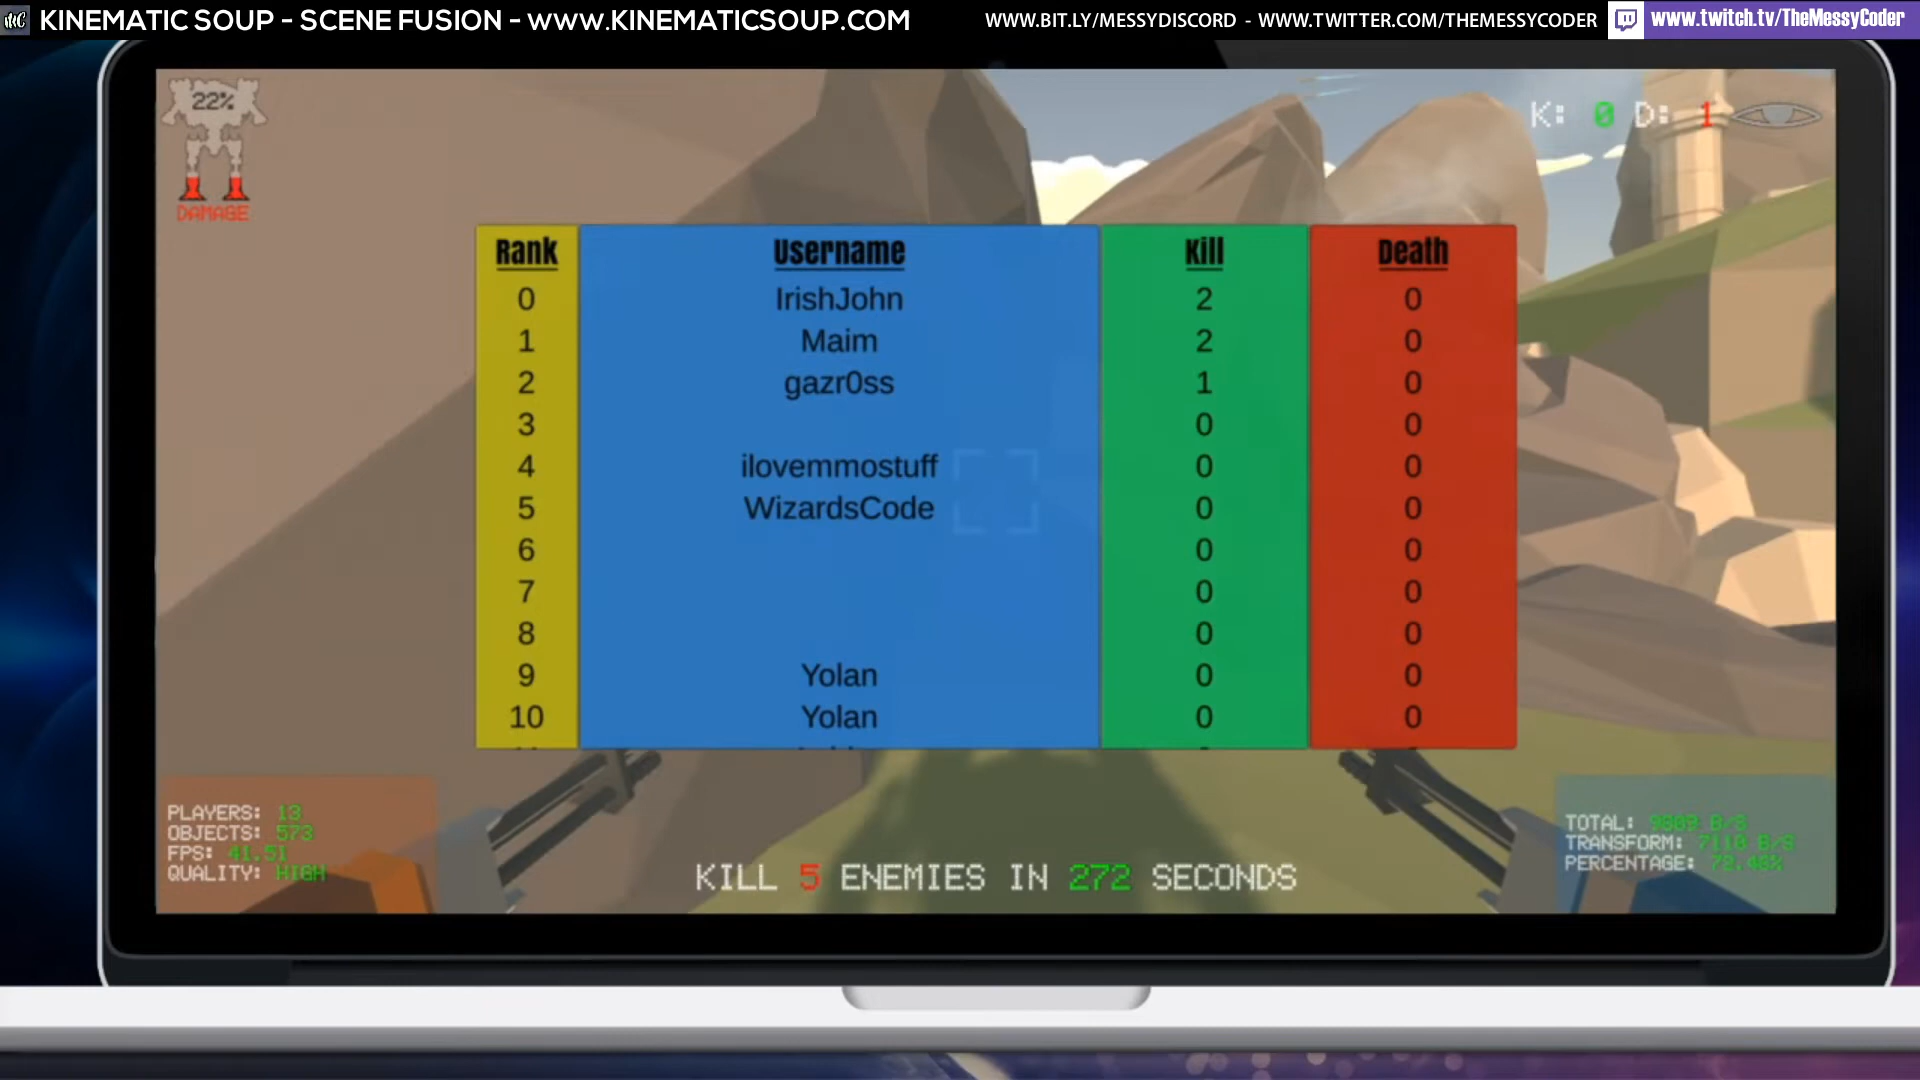 KINEMATIC SOUP - SCENE FUSION - www.KINEMATICSOUP.COM
WWW.BIT.LY/MESSYDISCORD - WWW.TWITTER.COM/THEMESSYCODER
www.twitch.tv/TheMessyCoder
22%
DAMAGE
K: 0 D: 1
Rank Username Kill Death
0 IrishJohn 2 0
1 Maim 2 0
2 gazr0ss 1 0
3 0 0
4 ilovemmostuff 0 0
5 WizardsCode 0 0
6 0 0
7 0 0
8 0 0
9 Yolan 0 0
10 Yolan 0 0
PLAYERS: 13
OBJECTS: 573
FPS: 41.51
QUALITY: HIGH
KILL 5 ENEMIES IN 272 SECONDS
TOTAL: B/S
TRANSFORM: 7110 B/S
PERCENTAGE: